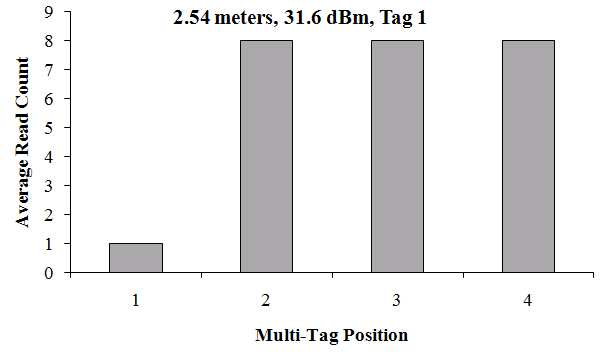 2.54 meters, 31.6 dBm, Tag 1
Average Read Count
9
8
7
6
5
4
3
2
1
0
1 2 3 4
Multi-Tag Position